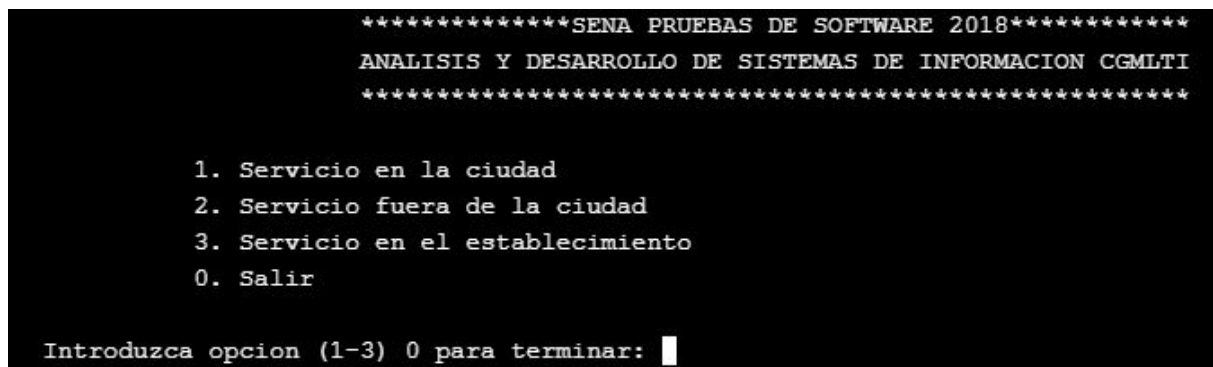 **************SENA PRUEBAS DE SOFTWARE 2018************
ANALISIS Y DESARROLLO DE SISTEMAS DE INFORMACION CGMLTI
*******************************************************
1. Servicio en la ciudad
2. Servicio fuera de la ciudad
3. Servicio en el establecimiento
0. Salir
Introduzca opcion (1-3) 0 para terminar: